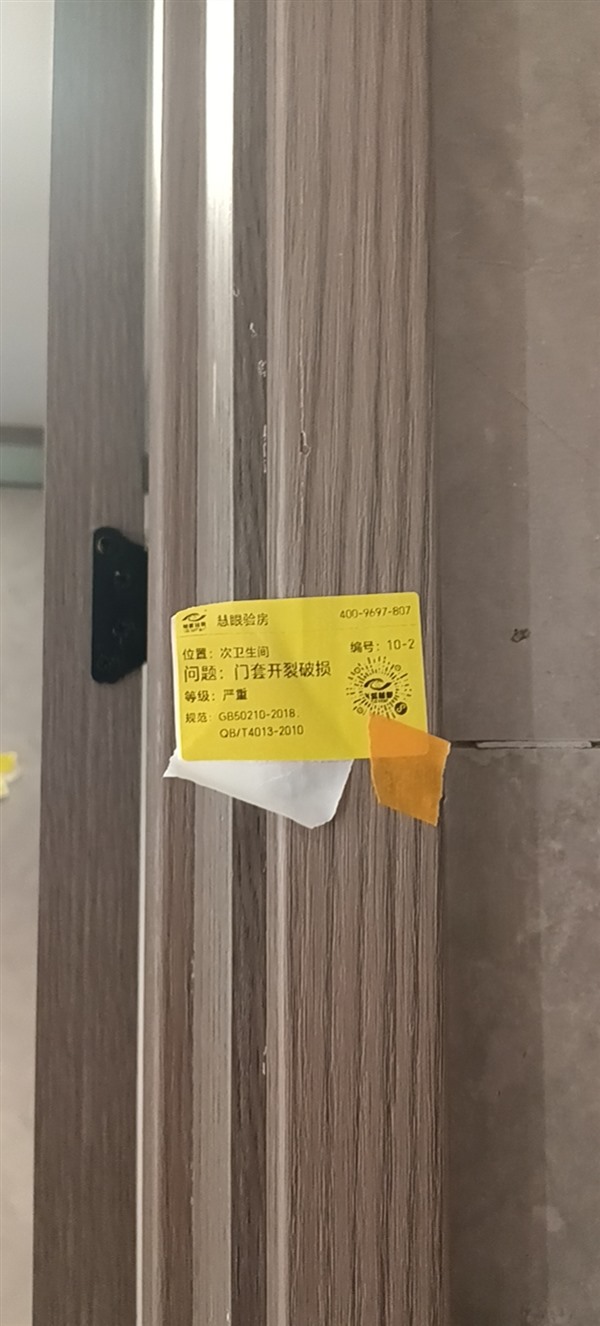 慧眼验房 400-9697-807
位置：次卫生间 编号：10-2
问题：门套开裂破损
等级：严重
规范：GB50210-2018.
QB/T4013-2010